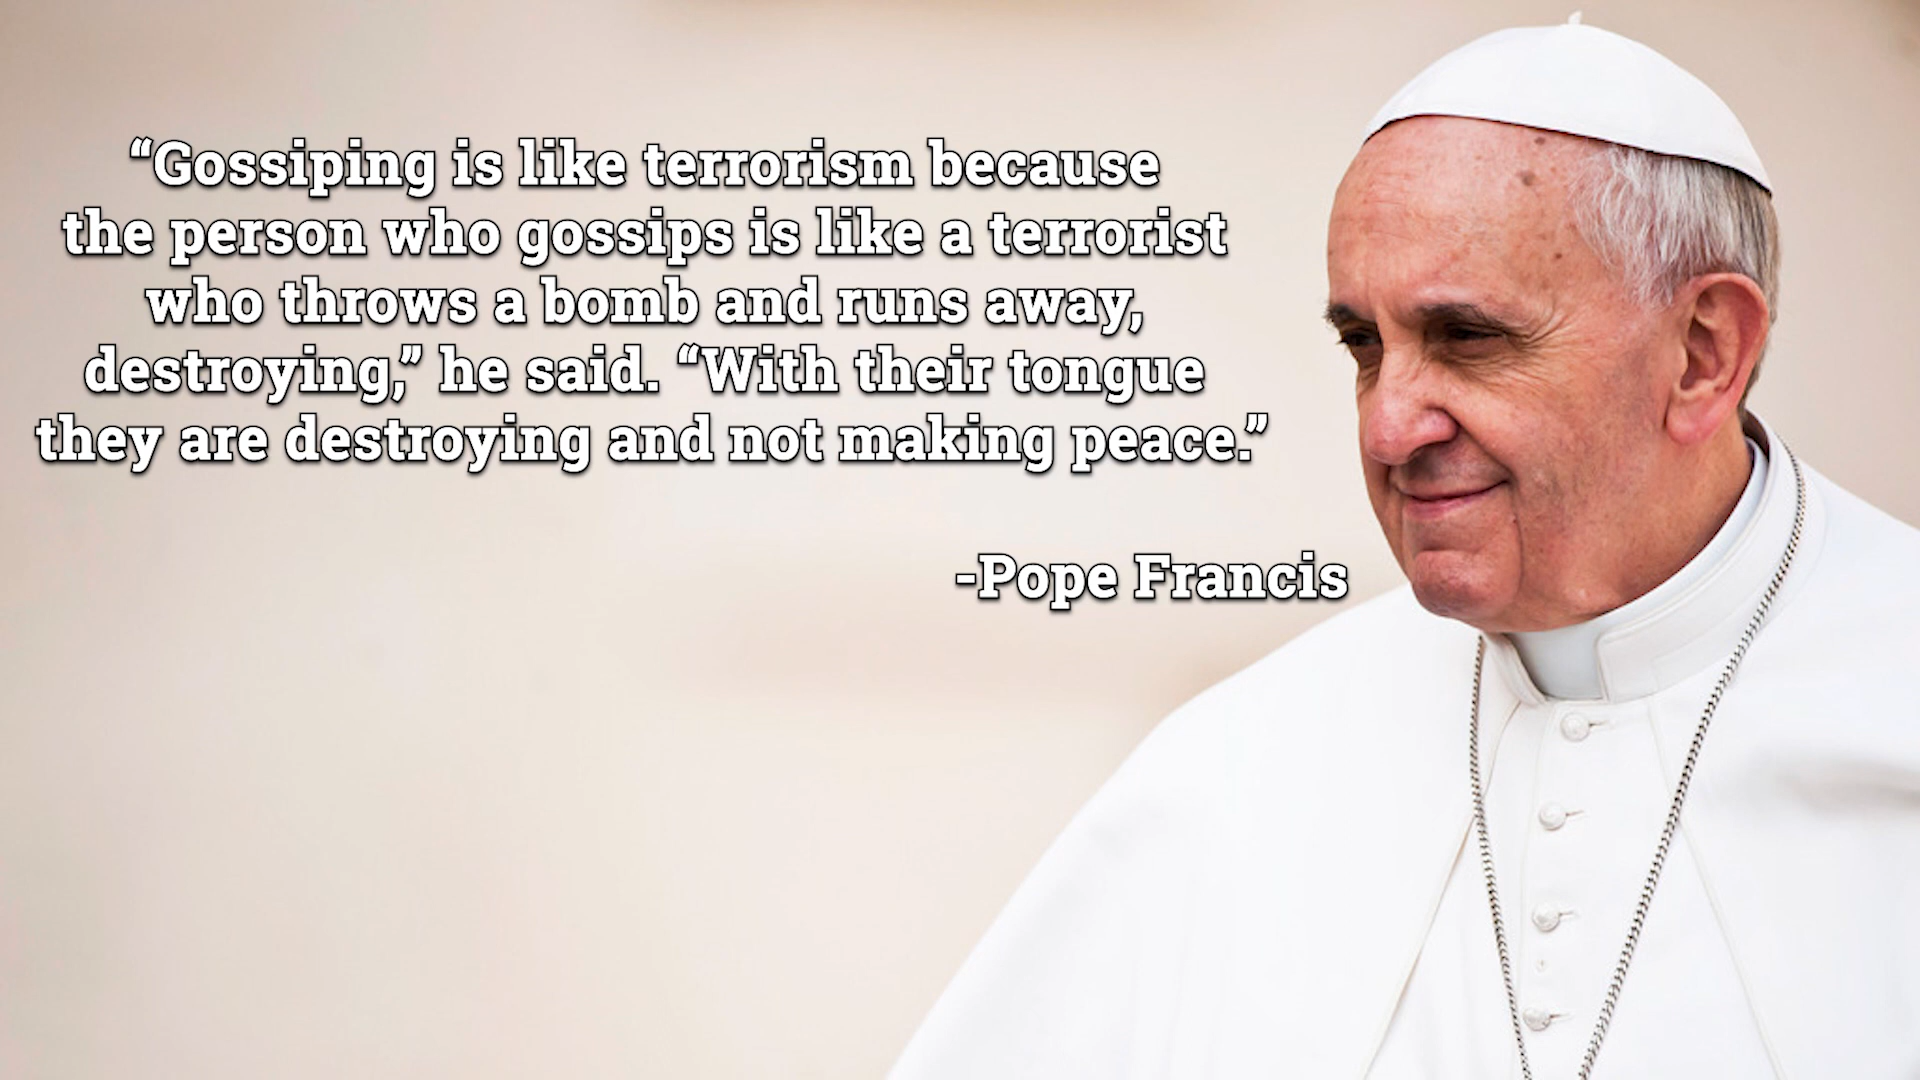 “Gossiping is like terrorism because
the person who gossips is like a terrorist
who throws a bomb and runs away,
destroying,” he said. “With their tongue
they are destroying and not making peace.”
-Pope Francis